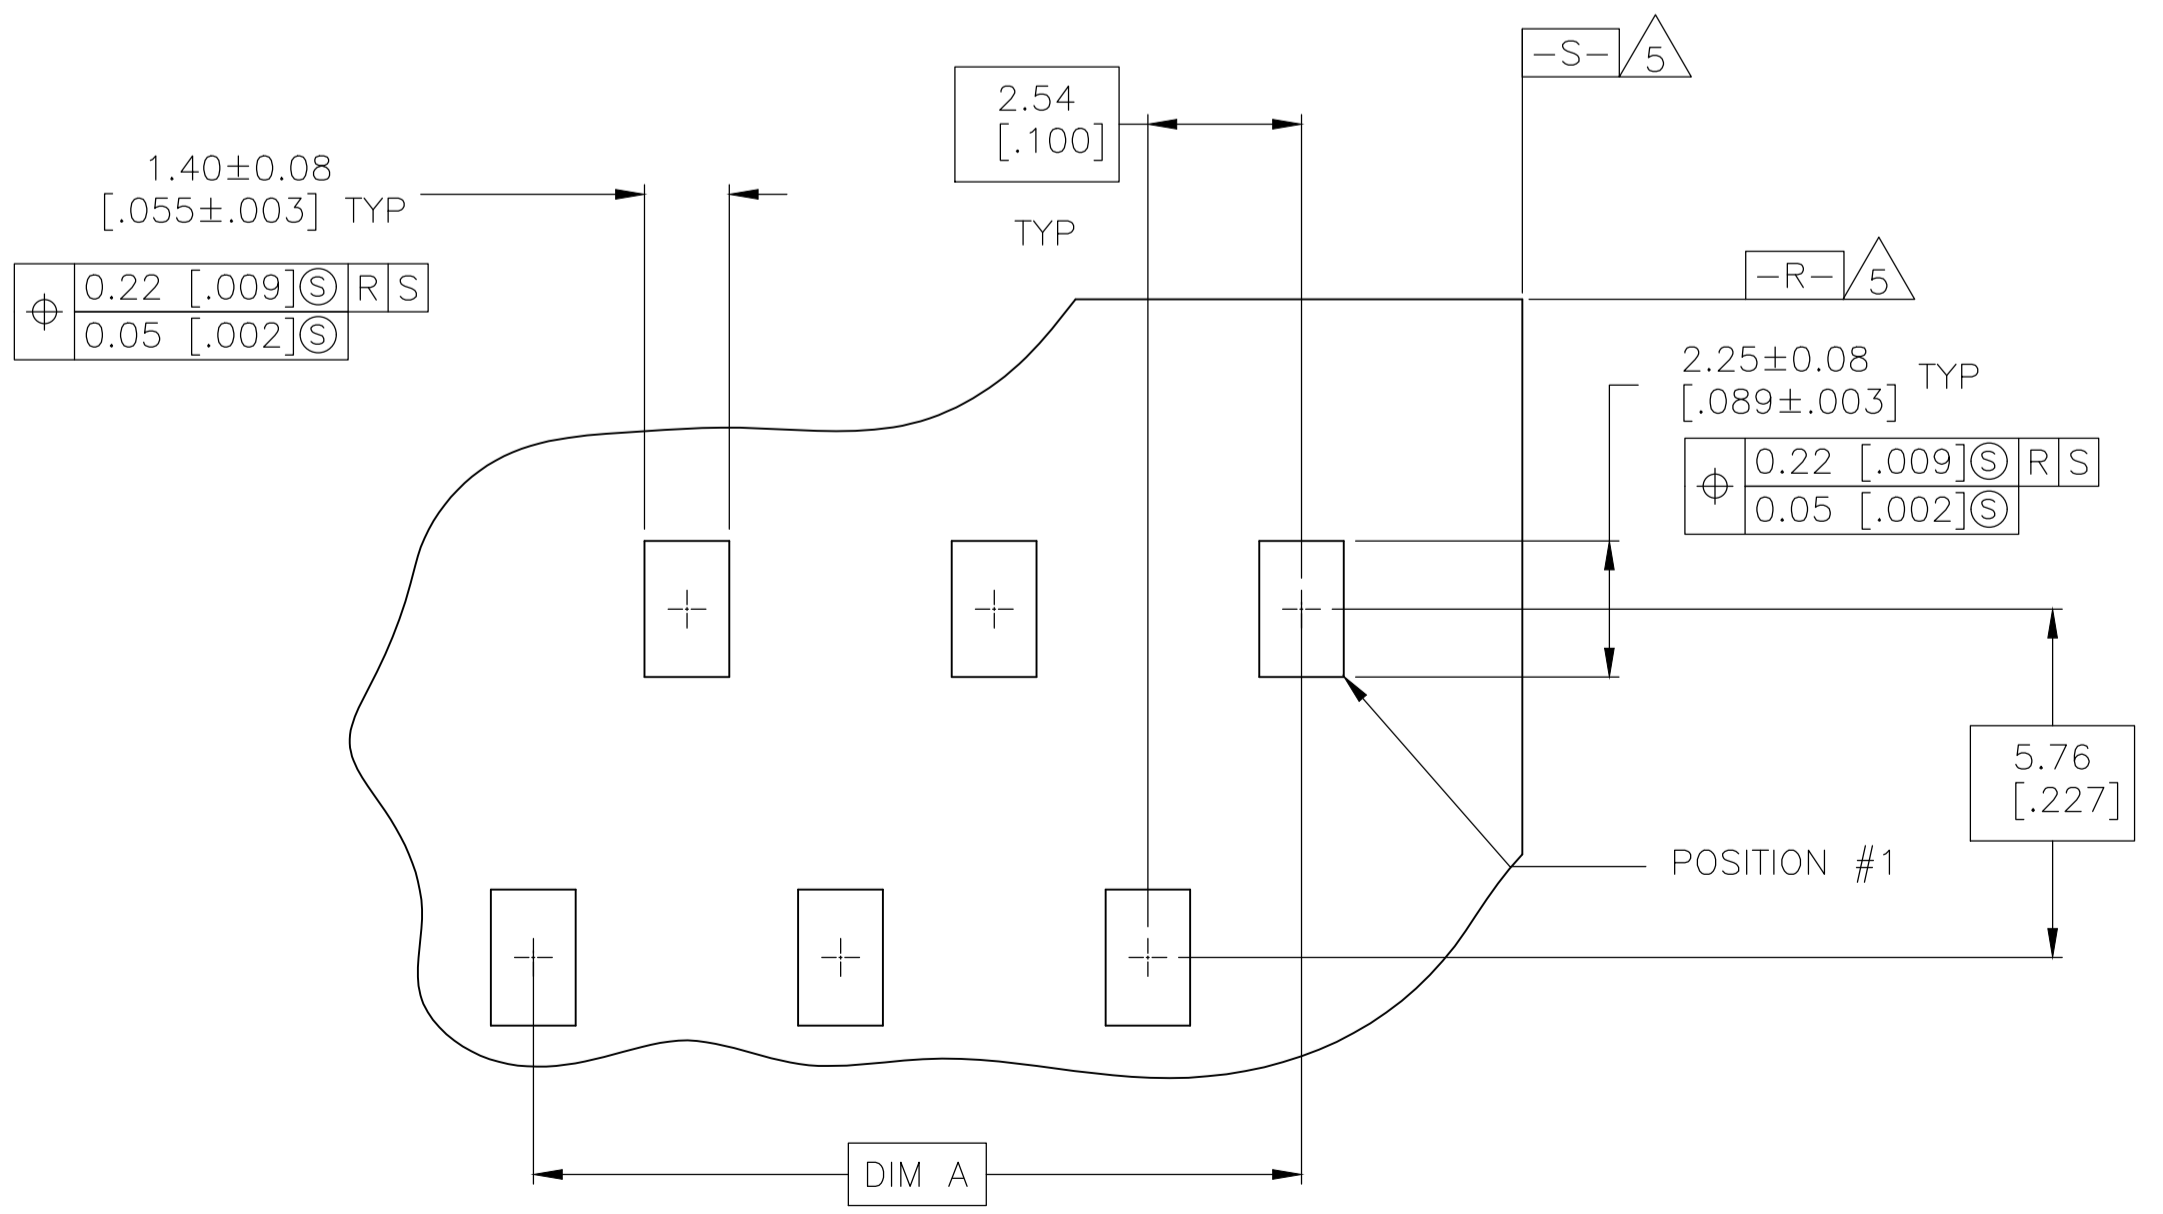 -S- 5
2.54
[.100]
TYP
1.40±0.08
[.055±.003] TYP
0.22 [.009]Ⓢ R S
0.05 [.002]Ⓢ
-R- 5
2.25±0.08
[.089±.003] TYP
0.22 [.009]Ⓢ R S
0.05 [.002]Ⓢ
5.76
[.227]
POSITION #1
DIM A